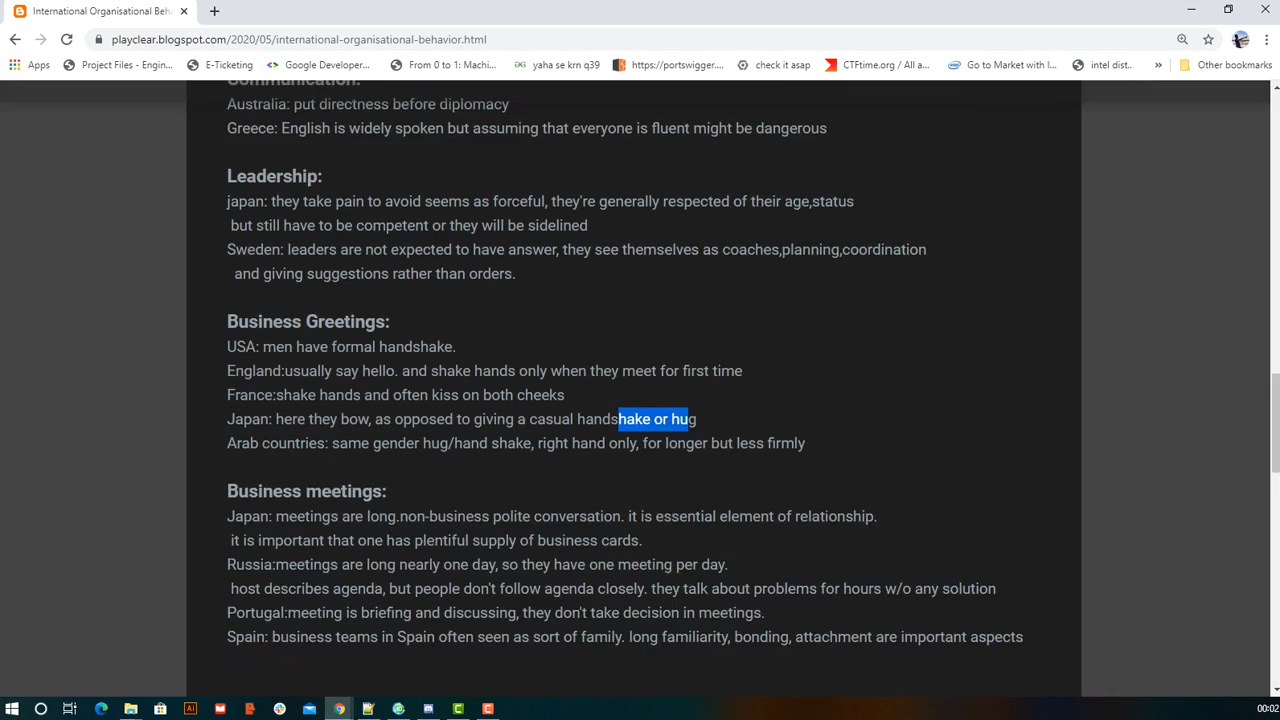 International Organisational Beh
playclear.blogspot.com/2020/05/international-organisational-behavior.html
Apps Project Files - Engin... E-Ticketing Google Developer... From 0 to 1: Machi... yaha se krn q39 https://portswigger... check it asap CTFtime.org / All a... Go to Market with I... intel dist.. » Other bookmarks
Communication:
Australia: put directness before diplomacy
Greece: English is widely spoken but assuming that everyone is fluent might be dangerous
Leadership:
japan: they take pain to avoid seems as forceful, they're generally respected of their age,status
but still have to be competent or they will be sidelined
Sweden: leaders are not expected to have answer, they see themselves as coaches,planning,coordination
and giving suggestions rather than orders.
Business Greetings:
USA: men have formal handshake.
England:usually say hello. and shake hands only when they meet for first time
France:shake hands and often kiss on both cheeks
Japan: here they bow, as opposed to giving a casual handshake or hug
Arab countries: same gender hug/hand shake, right hand only, for longer but less firmly
Business meetings:
Japan: meetings are long.non-business polite conversation. it is essential element of relationship.
it is important that one has plentiful supply of business cards.
Russia:meetings are long nearly one day, so they have one meeting per day.
host describes agenda, but people don't follow agenda closely. they talk about problems for hours w/o any solution
Portugal:meeting is briefing and discussing, they don't take decision in meetings.
Spain: business teams in Spain often seen as sort of family. long familiarity, bonding, attachment are important aspects
00:02